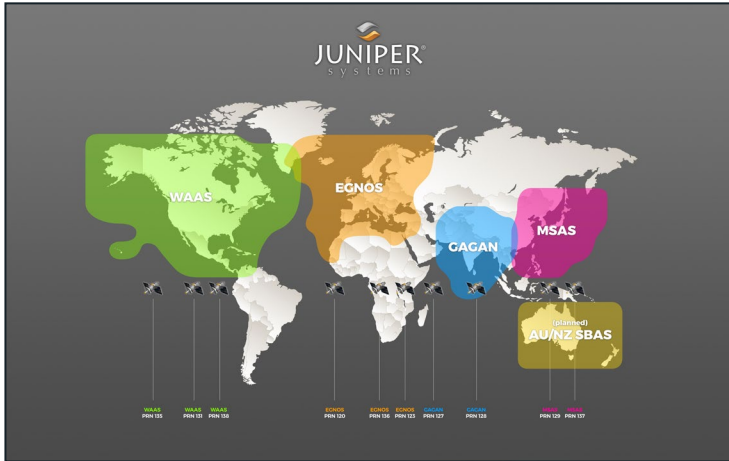 JUNIPER®
systems
WAAS
EGNOS
GAGAN
MSAS
(planned)
AU/NZ SBAS
WAAS
PRN 135
WAAS
PRN 131
WAAS
PRN 138
EGNOS
PRN 120
EGNOS
PRN 136
EGNOS
PRN 123
GAGAN
PRN 127
GAGAN
PRN 128
MSAS
PRN 129
MSAS
PRN 137